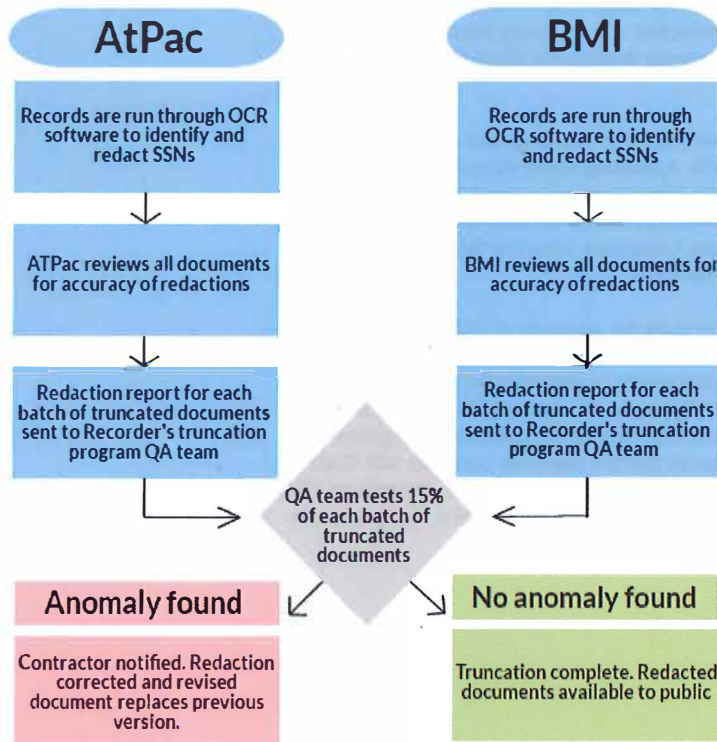 AtPac
Records are run through OCR
software to identify and
redact SSNs
ATPac reviews all documents
for accuracy of redactions
Redaction report for each
batch of truncated documents
sent to Recorder's truncation
program QA team
BMI
Records are run through
OCR software to identify
and redact SSNs
BMI reviews all documents for
accuracy of redactions
Redaction report for each
batch of truncated documents
sent to Recorder's truncation
program QA team
QA team tests 15%
of each batch of
truncated
documents
Anomaly found
Contractor notified. Redaction
corrected and revised
document replaces previous
version.
No anomaly found
Truncation complete. Redacted
documents available to public